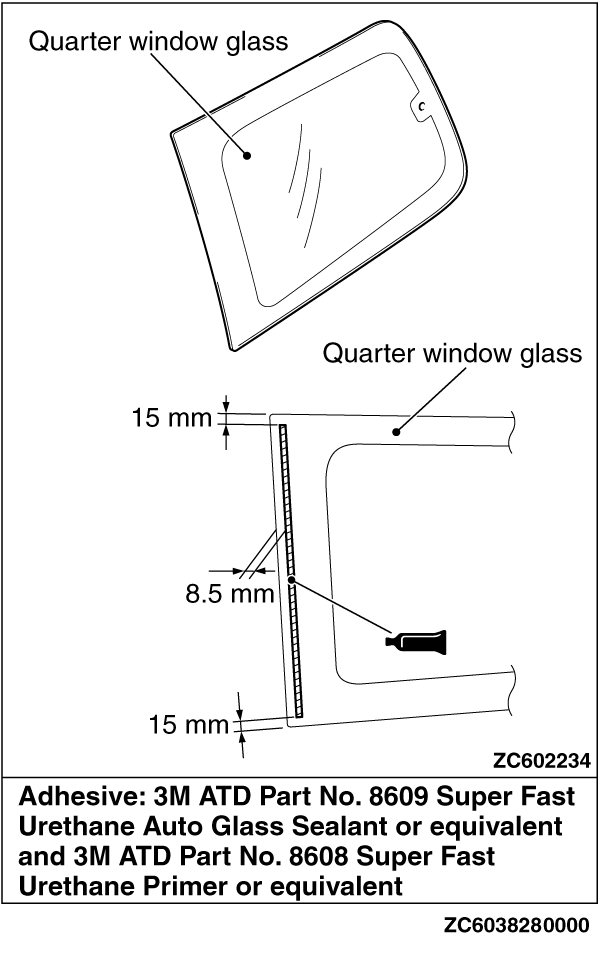 Quarter window glass
Quarter window glass
15 mm
8.5 mm
15 mm
ZC602234
Adhesive: 3M ATD Part No. 8609 Super Fast
Urethane Auto Glass Sealant or equivalent
and 3M ATD Part No. 8608 Super Fast
Urethane Primer or equivalent
ZC6038280000